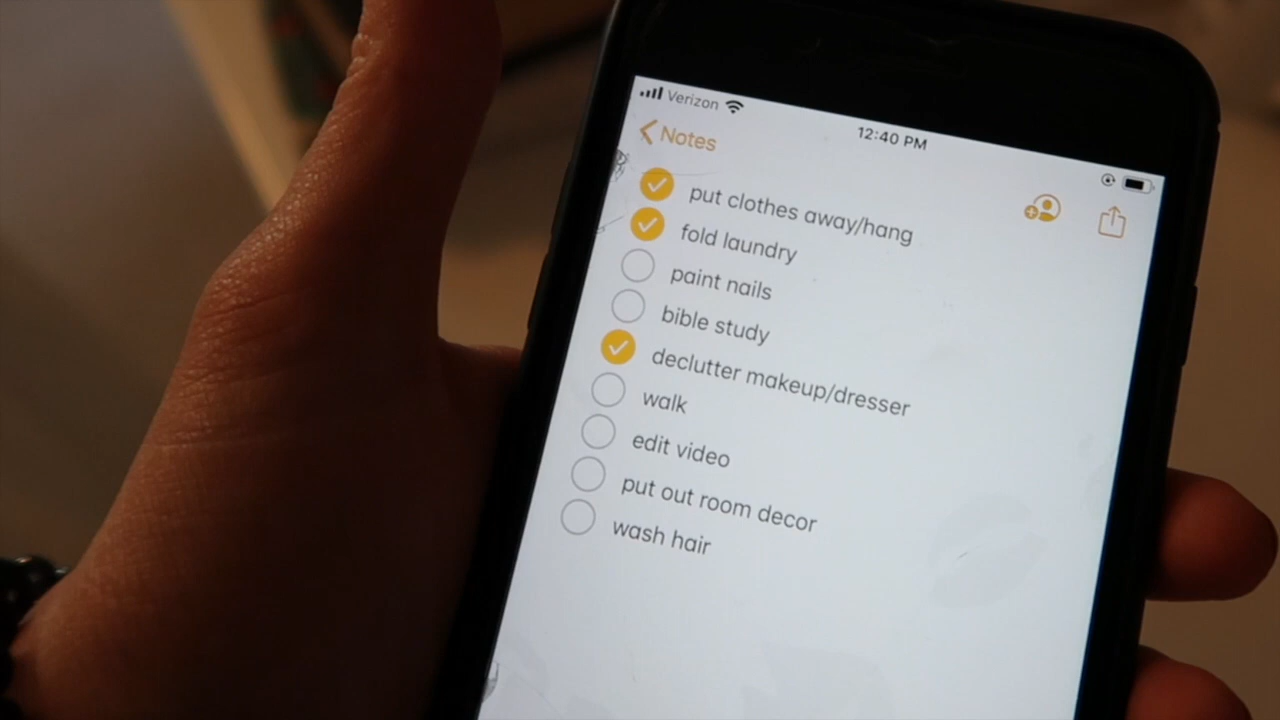 Verizon 12:40 PM
Notes
put clothes away/hang
fold laundry
paint nails
bible study
declutter makeup/dresser
walk
edit video
put out room decor
wash hair